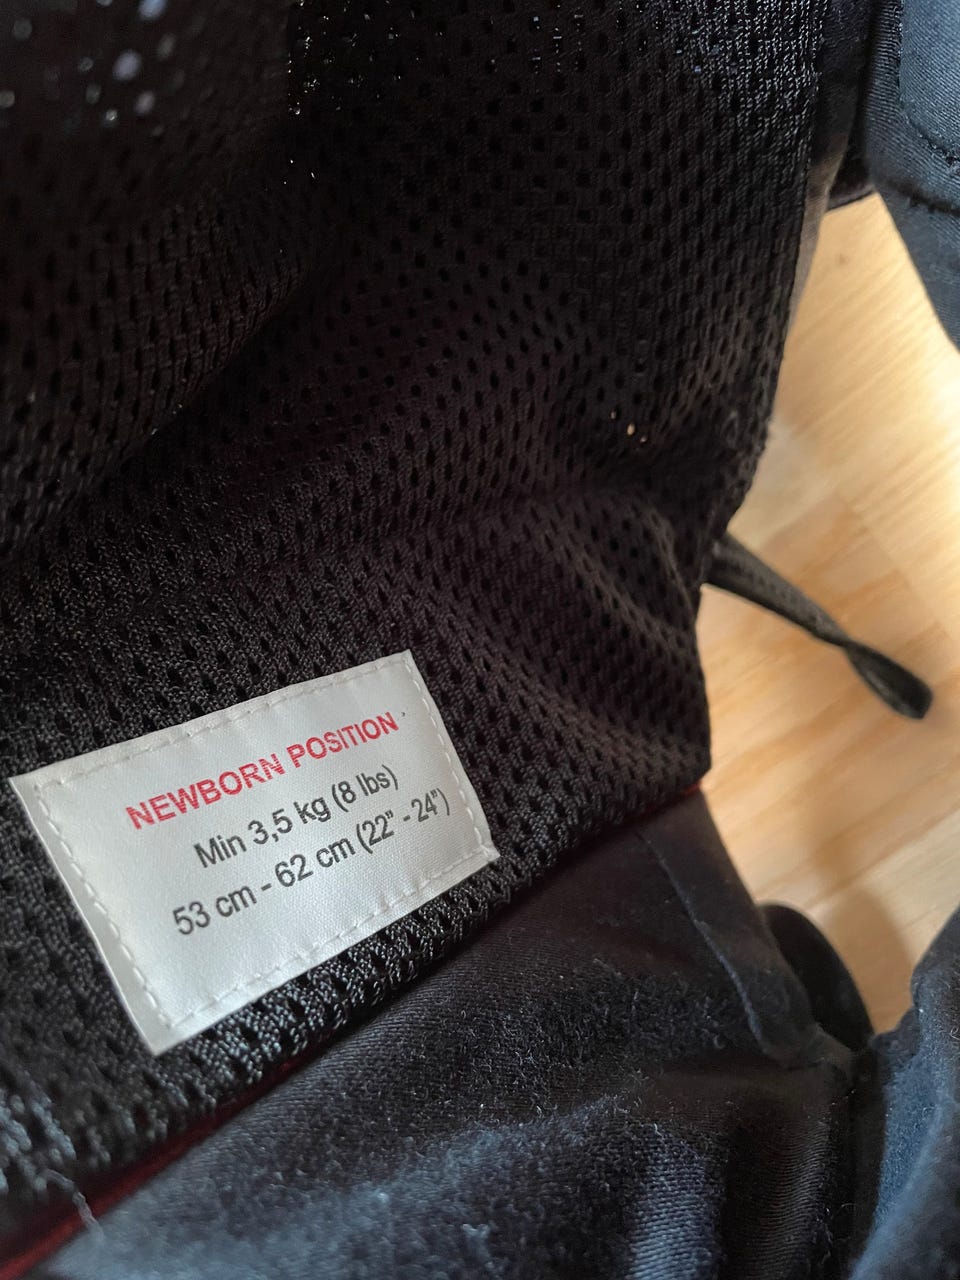 NEWBORN POSITION
Min 3,5 kg (8 lbs)
53 cm - 62 cm (22" - 24")